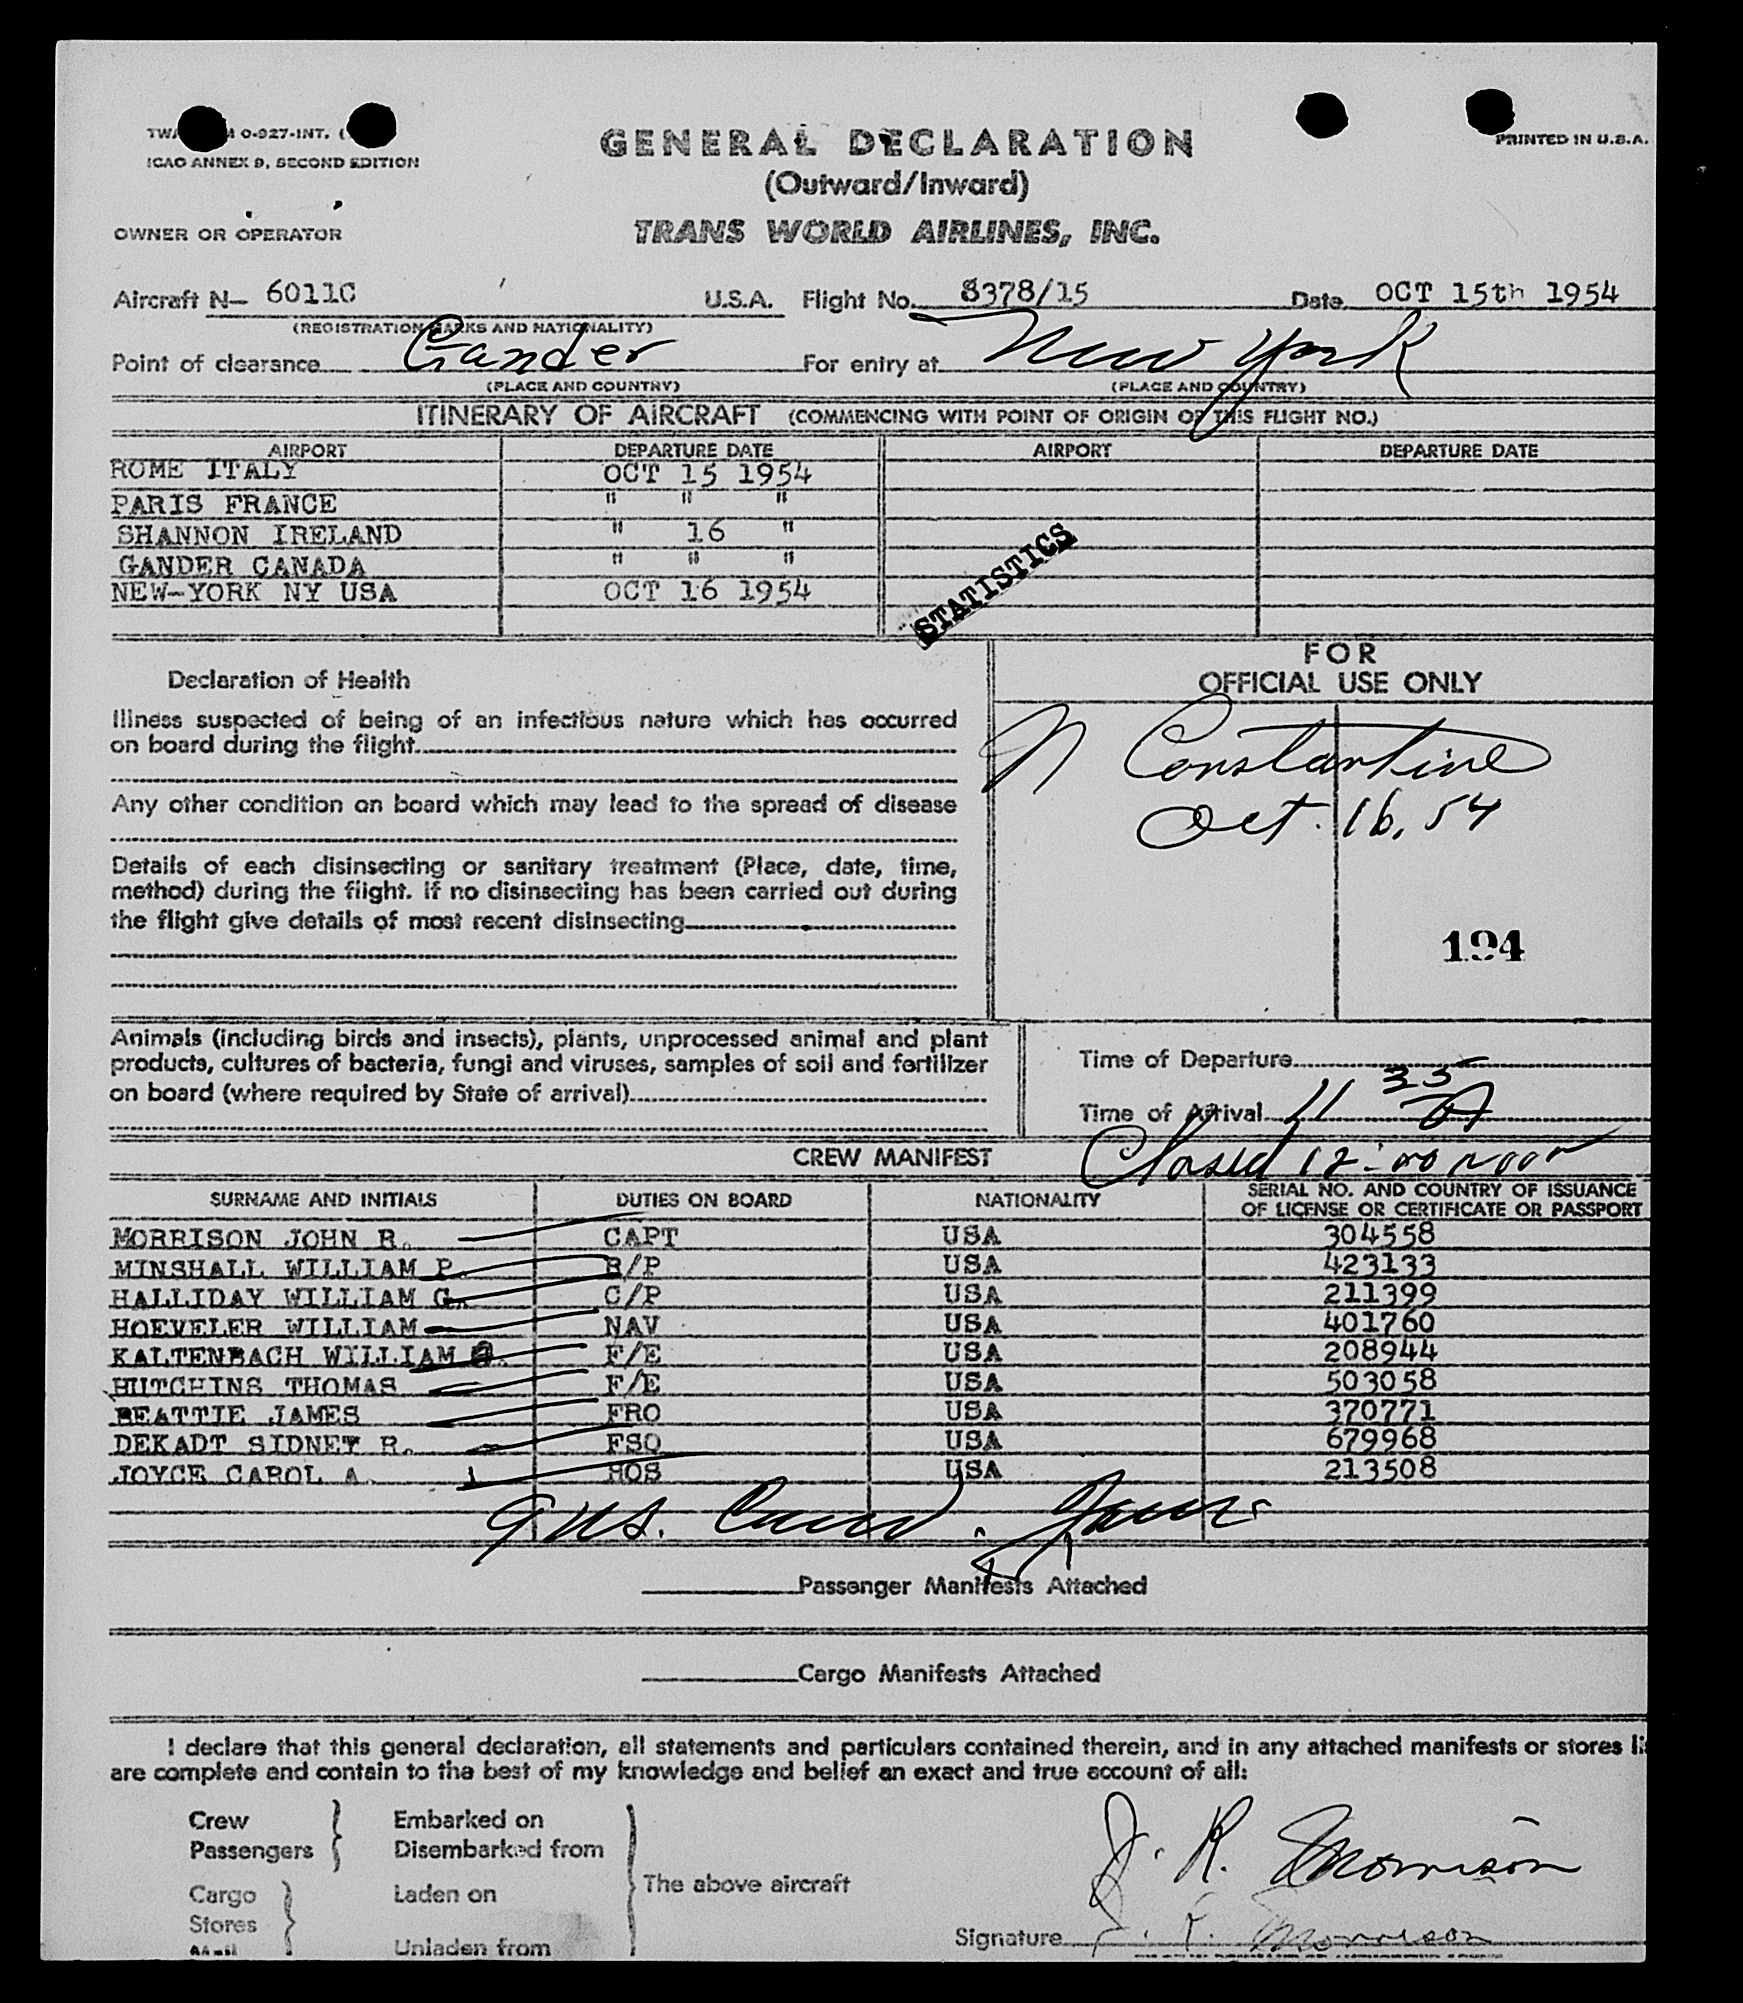 O-927-INT. (
ICAO ANNEX 9, SECOND EDITION
GENERAL DECLARATION
PRINTED IN U.S.A.
(Outward/Inward)
OWNER OR OPERATOR
TRANS WORLD AIRLINES, INC.
Aircraft N— 6011C U.S.A. Flight No. 8378/15 Date OCT 15th 1954
(REGISTRATION MARKS AND NATIONALITY)
Point of clearance Gander For entry at New York
(PLACE AND COUNTRY) (PLACE AND COUNTRY)
ITINERARY OF AIRCRAFT (COMMENCING WITH POINT OF ORIGIN OF THIS FLIGHT NO.)
AIRPORT DEPARTURE DATE AIRPORT DEPARTURE DATE
ROME ITALY OCT 15 1954
PARIS FRANCE " " "
SHANNON IRELAND " 16 "
GANDER CANADA " " "
NEW-YORK NY USA OCT 16 1954
STATISTICS
Declaration of Health
Illness suspected of being of an infectious nature which has occurred
on board during the flight
Any other condition on board which may lead to the spread of disease
Details of each disinsecting or sanitary treatment (Place, date, time,
method) during the flight. If no disinsecting has been carried out during
the flight give details of most recent disinsecting
FOR
OFFICIAL USE ONLY
N Constantine
Oct. 16, 54
194
Animals (including birds and insects), plants, unprocessed animal and plant
products, cultures of bacteria, fungi and viruses, samples of soil and fertilizer
on board (where required by State of arrival)
Time of Departure
Time of Arrival 11 35 A
Closed 12:00 noon
CREW MANIFEST
SURNAME AND INITIALS DUTIES ON BOARD NATIONALITY SERIAL NO. AND COUNTRY OF ISSUANCE
OF LICENSE OR CERTIFICATE OR PASSPORT
MORRISON JOHN R. CAPT USA 304558
MINSHALL WILLIAM P. R/P USA 423133
HALLIDAY WILLIAM G. C/P USA 211399
HOEVELER WILLIAM NAV USA 401760
KALTENBACH WILLIAM F/E USA 208944
HUTCHINS THOMAS F/E USA 503058
BEATTIE JAMES FRO USA 370771
DEKADT SIDNEY R. FSO USA 679968
JOYCE CAROL A. HOS USA 213508
Passenger Manifests Attached
Cargo Manifests Attached
I declare that this general declaration, all statements and particulars contained therein, and in any attached manifests or stores li
are complete and contain to the best of my knowledge and belief an exact and true account of all:
Crew
Passengers
Embarked on
Disembarked from
Cargo
Stores
Mail
Laden on
Unladen from
The above aircraft
J. R. Morrison
Signature J. R. Morrison